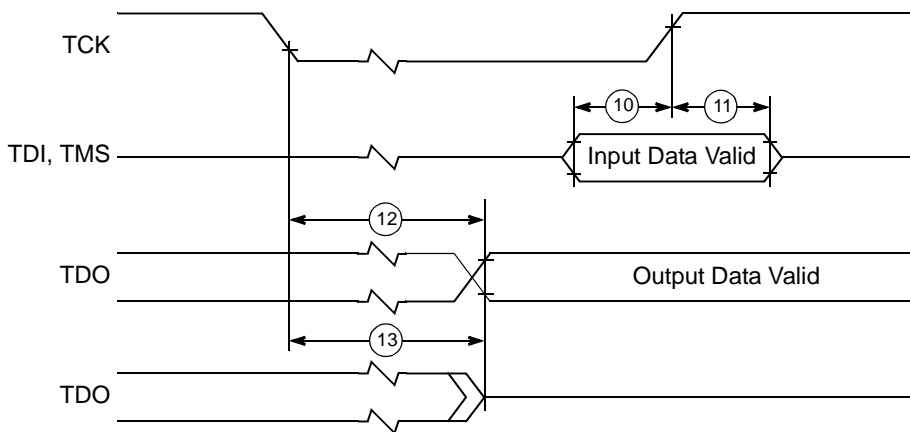 TCK
10
11
TDI, TMS
Input Data Valid
12
TDO
Output Data Valid
13
TDO